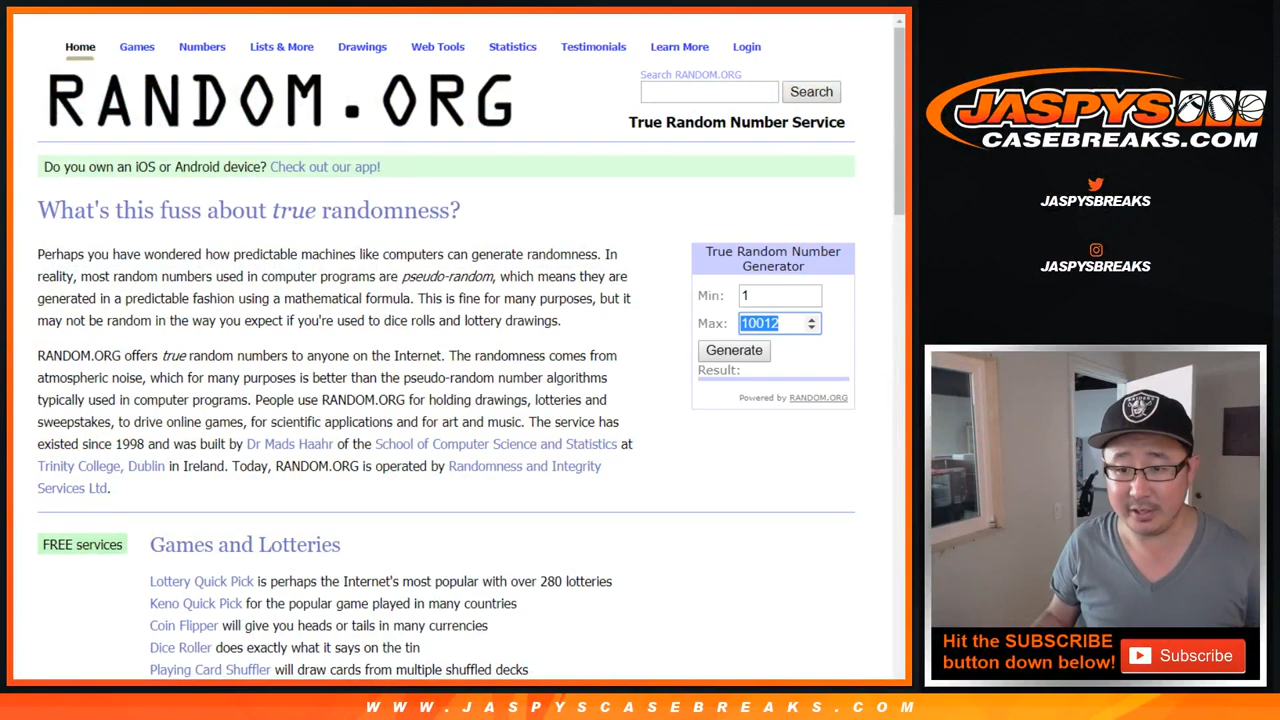 Home Games Numbers Lists & More Drawings Web Tools Statistics Testimonials Learn More Login
RANDOM.ORG
Search RANDOM.ORG
Search
True Random Number Service
Do you own an iOS or Android device? Check out our app!
What's this fuss about true randomness?
Perhaps you have wondered how predictable machines like computers can generate randomness. In
reality, most random numbers used in computer programs are pseudo-random, which means they are
generated in a predictable fashion using a mathematical formula. This is fine for many purposes, but it
may not be random in the way you expect if you're used to dice rolls and lottery drawings.
RANDOM.ORG offers true random numbers to anyone on the Internet. The randomness comes from
atmospheric noise, which for many purposes is better than the pseudo-random number algorithms
typically used in computer programs. People use RANDOM.ORG for holding drawings, lotteries and
sweepstakes, to drive online games, for scientific applications and for art and music. The service has
existed since 1998 and was built by Dr Mads Haahr of the School of Computer Science and Statistics at
Trinity College, Dublin in Ireland. Today, RANDOM.ORG is operated by Randomness and Integrity
Services Ltd.
True Random Number
Generator
Min: 1
Max: 10012
Generate
Result:
Powered by RANDOM.ORG
FREE services
Games and Lotteries
Lottery Quick Pick is perhaps the Internet's most popular with over 280 lotteries
Keno Quick Pick for the popular game played in many countries
Coin Flipper will give you heads or tails in many currencies
Dice Roller does exactly what it says on the tin
Playing Card Shuffler will draw cards from multiple shuffled decks
JASPYS
CASEBREAKS.COM
JASPYSBREAKS
JASPYSBREAKS
RAIDERS
Hit the SUBSCRIBE
button down below!
Subscribe
WWW.JASPYSCASEBREAKS.COM